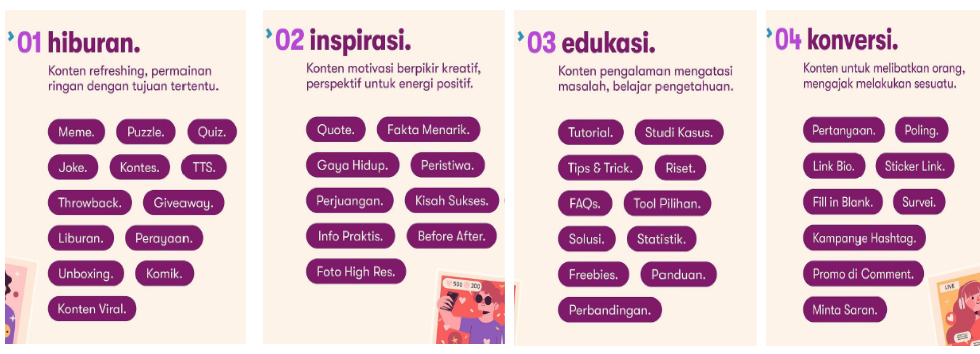 01 hiburan.
Konten refreshing, permainan
ringan dengan tujuan tertentu.
Meme. Puzzle. Quiz.
Joke. Kontes. TTS.
Throwback. Giveaway.
Liburan. Perayaan.
Unboxing. Komik.
Konten Viral.
02 inspirasi.
Konten motivasi berpikir kreatif,
perspektif untuk energi positif.
Quote. Fakta Menarik.
Gaya Hidup. Peristiwa.
Perjuangan. Kisah Sukses.
Info Praktis. Before After.
Foto High Res.
500 300
03 edukasi.
Konten pengalaman mengatasi
masalah, belajar pengetahuan.
Tutorial. Studi Kasus.
Tips & Trick. Riset.
FAQs. Tool Pilihan.
Solusi. Statistik.
Freebies. Panduan.
Perbandingan.
04 konversi.
Konten untuk melibatkan orang,
mengajak melakukan sesuatu.
Pertanyaan. Poling.
Link Bio. Sticker Link.
Fill in Blank. Survei.
Kampanye Hashtag.
Promo di Comment.
Minta Saran.
LIVE